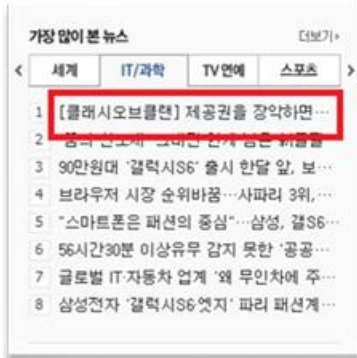 가장 많이 본 뉴스 더보기
세계 IT/과학 TV연예 스포츠
1 [클래시오브클랜] 제공권을 장악하면…
2
3 90만원대 '갤럭시S6' 출시 한달 앞, 보…
4 브라우저 시장 순위바꿈…사파리 3위,…
5 "스마트폰은 패션의 중심"…삼성, 갤S6…
6 56시간30분 이상유무 감지 못한 '공공…
7 글로벌 IT·자동차 업계 '왜 무인차에 주…
8 삼성전자 '갤럭시S6엣지' 파리 패션계…